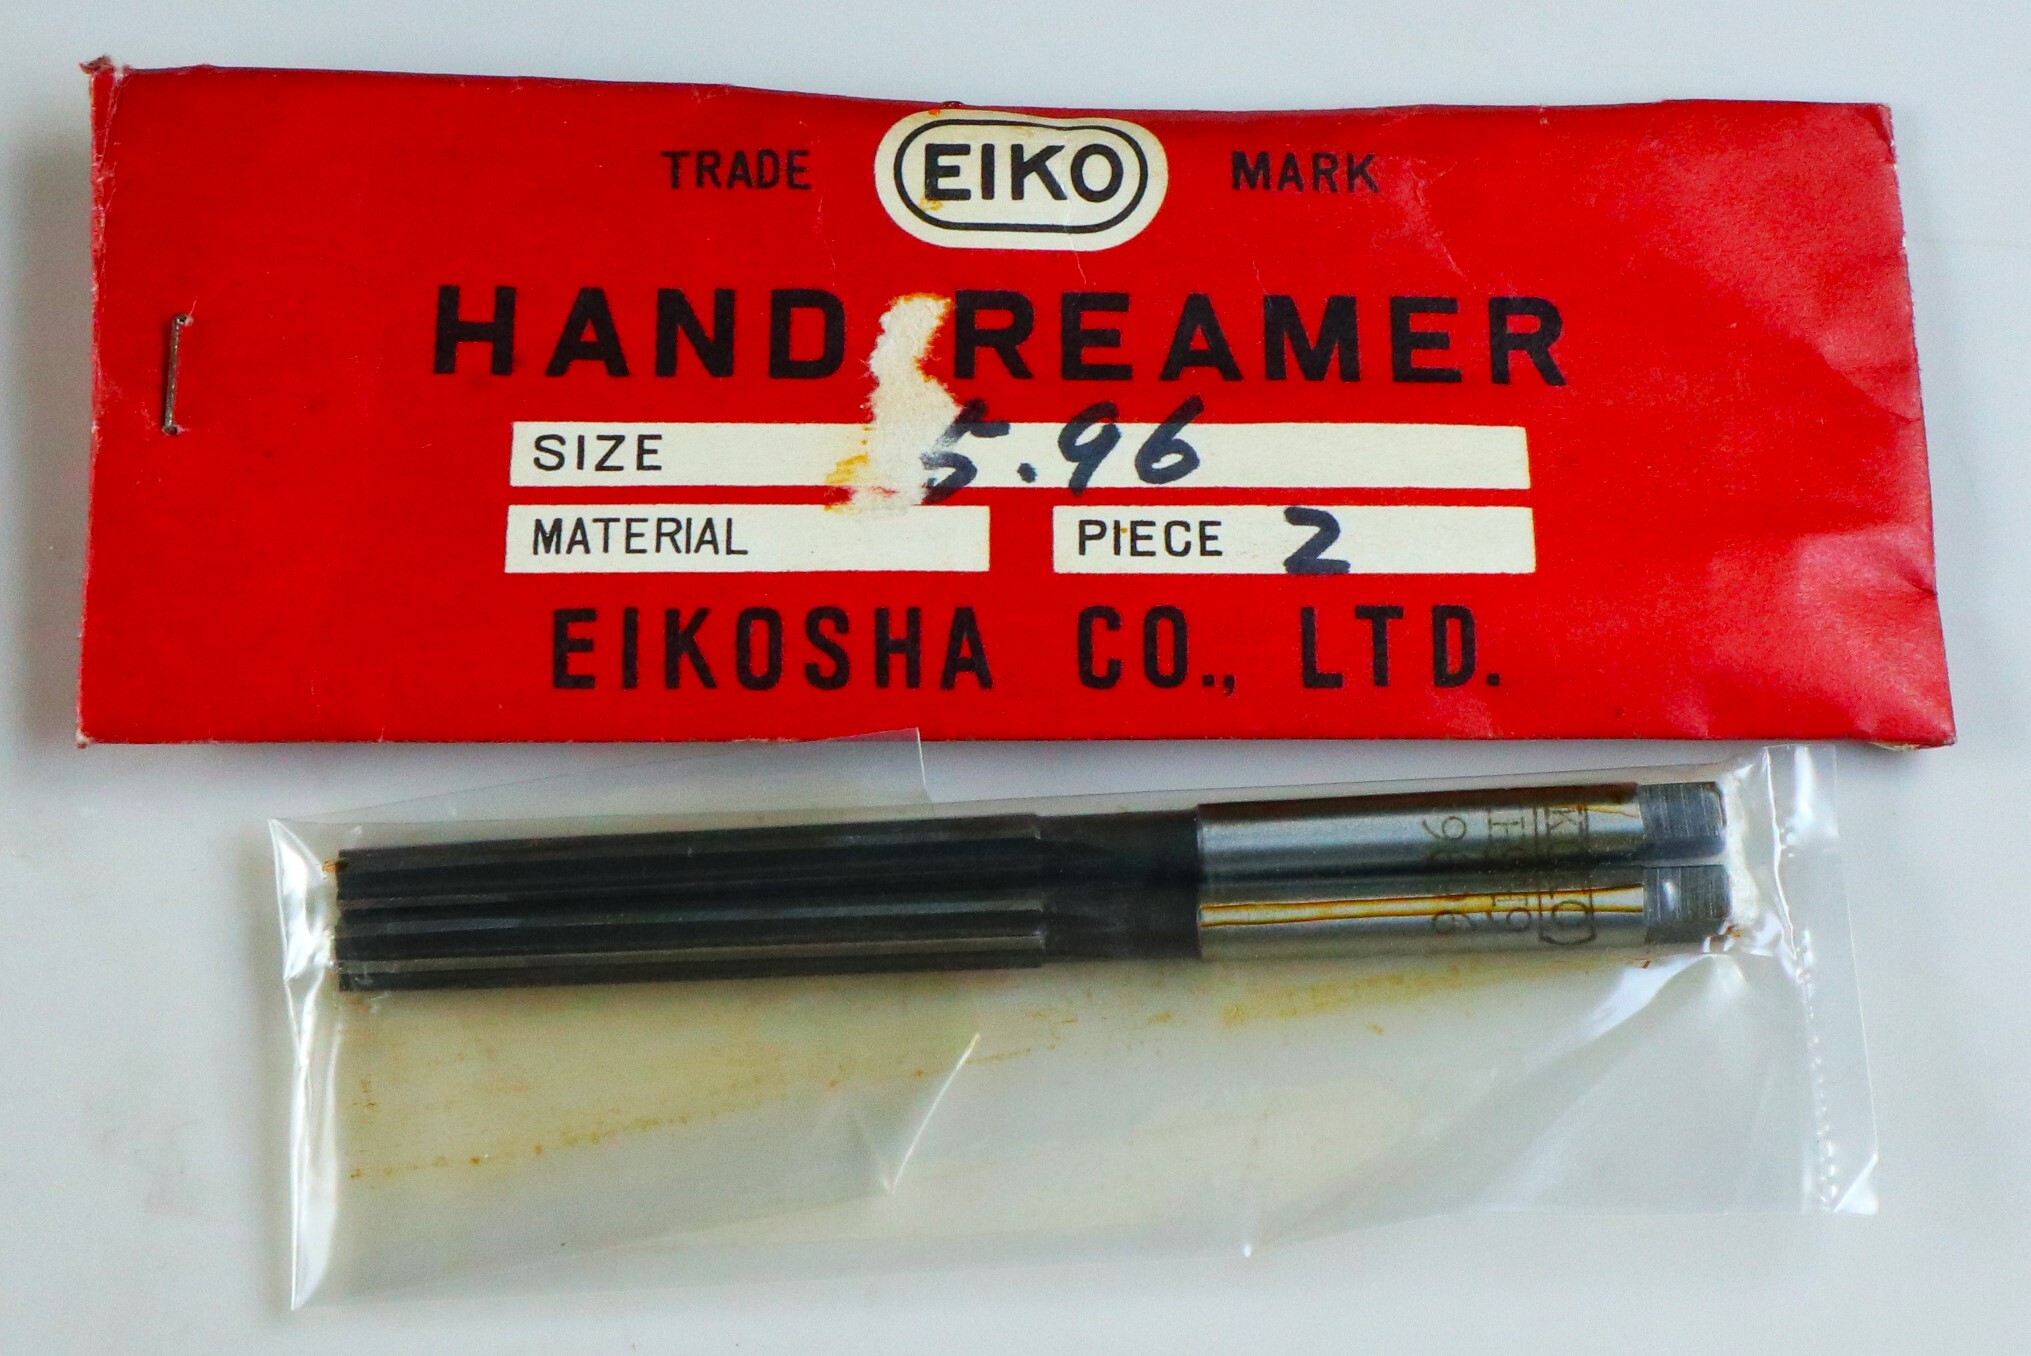 TRADE EIKO MARK
HAND REAMER
SIZE 5.96
MATERIAL PIECE 2
EIKOSHA CO., LTD.